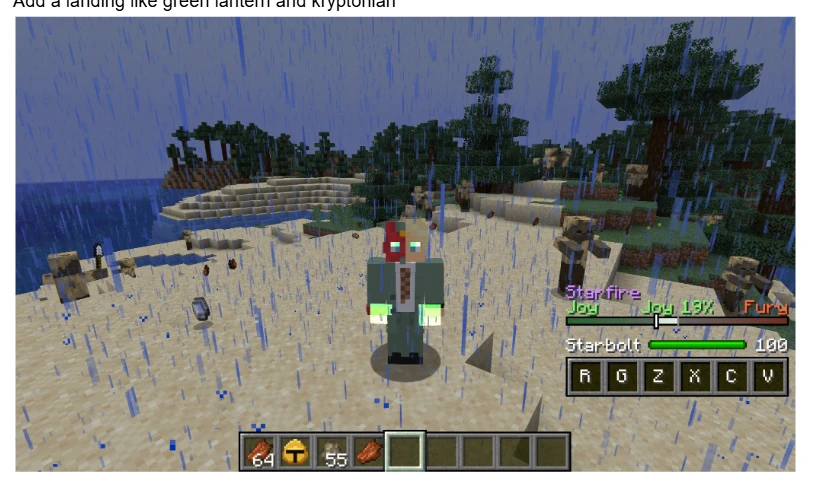 Add a landing like green lantern and kryptonian
Starfire
Joy Joy 19% Fury
Starbolt 100
R G Z X C V
64 55